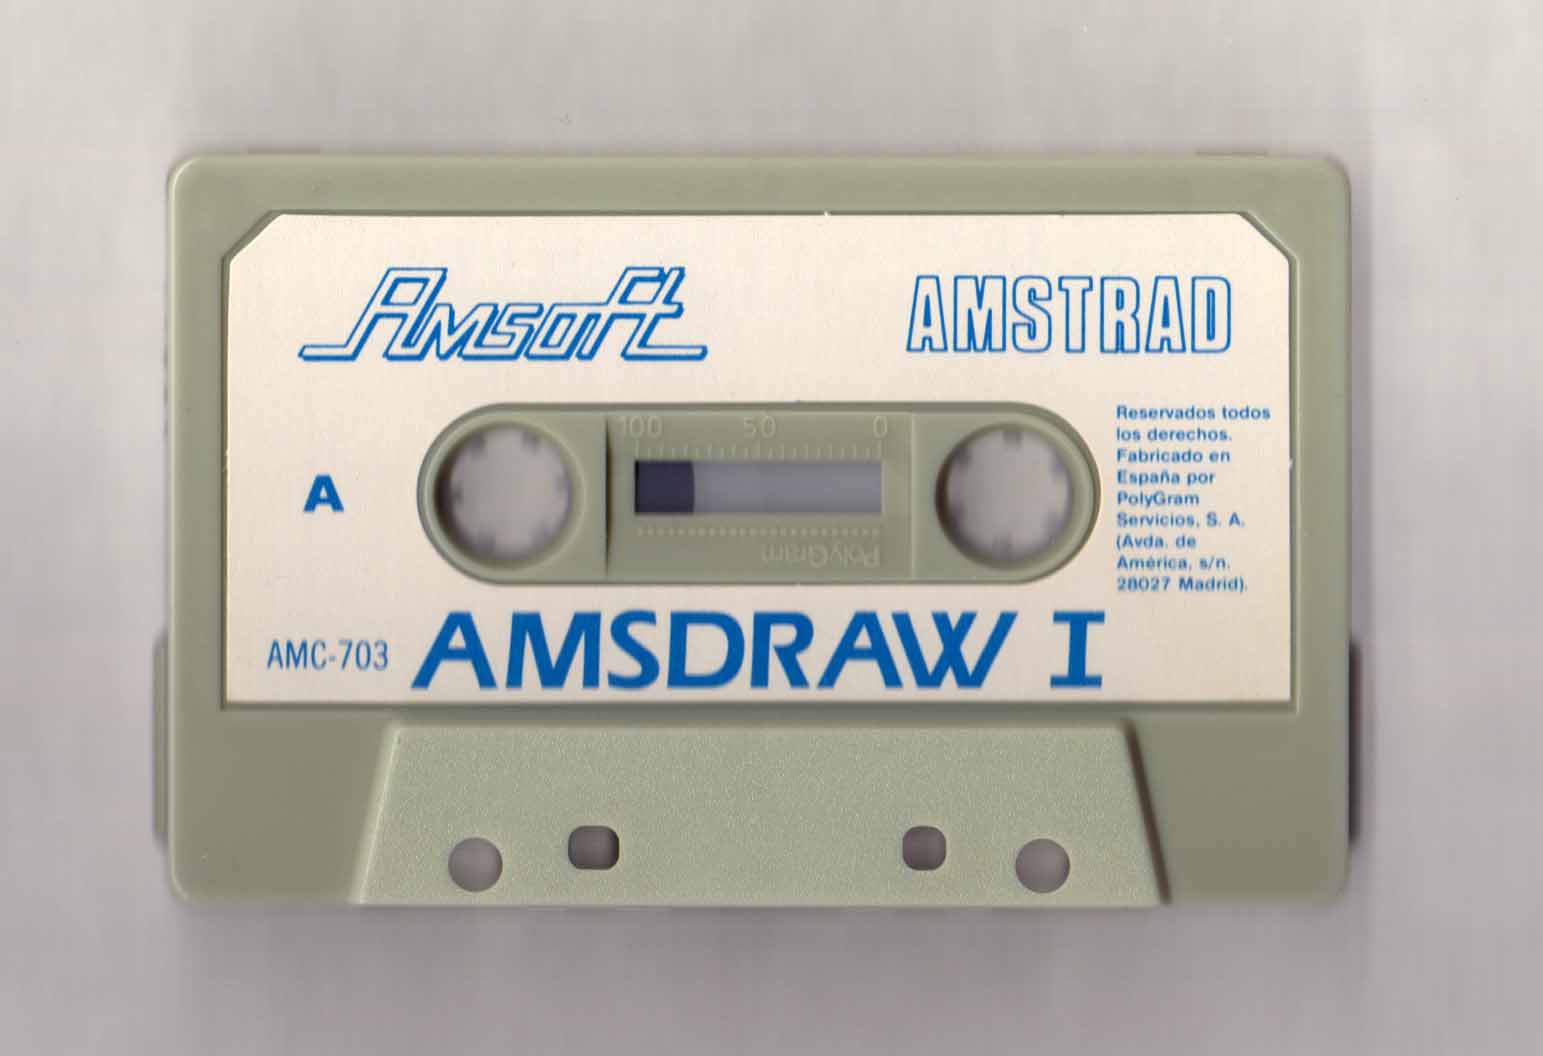 Amsoft
AMSTRAD
Reservados todos
los derechos.
Fabricado en
España por
PolyGram
Servicios, S. A.
(Avda. de
América, s/n.
28027 Madrid).
100 50 0
A
PolyGram
AMC-703
AMSDRAW I